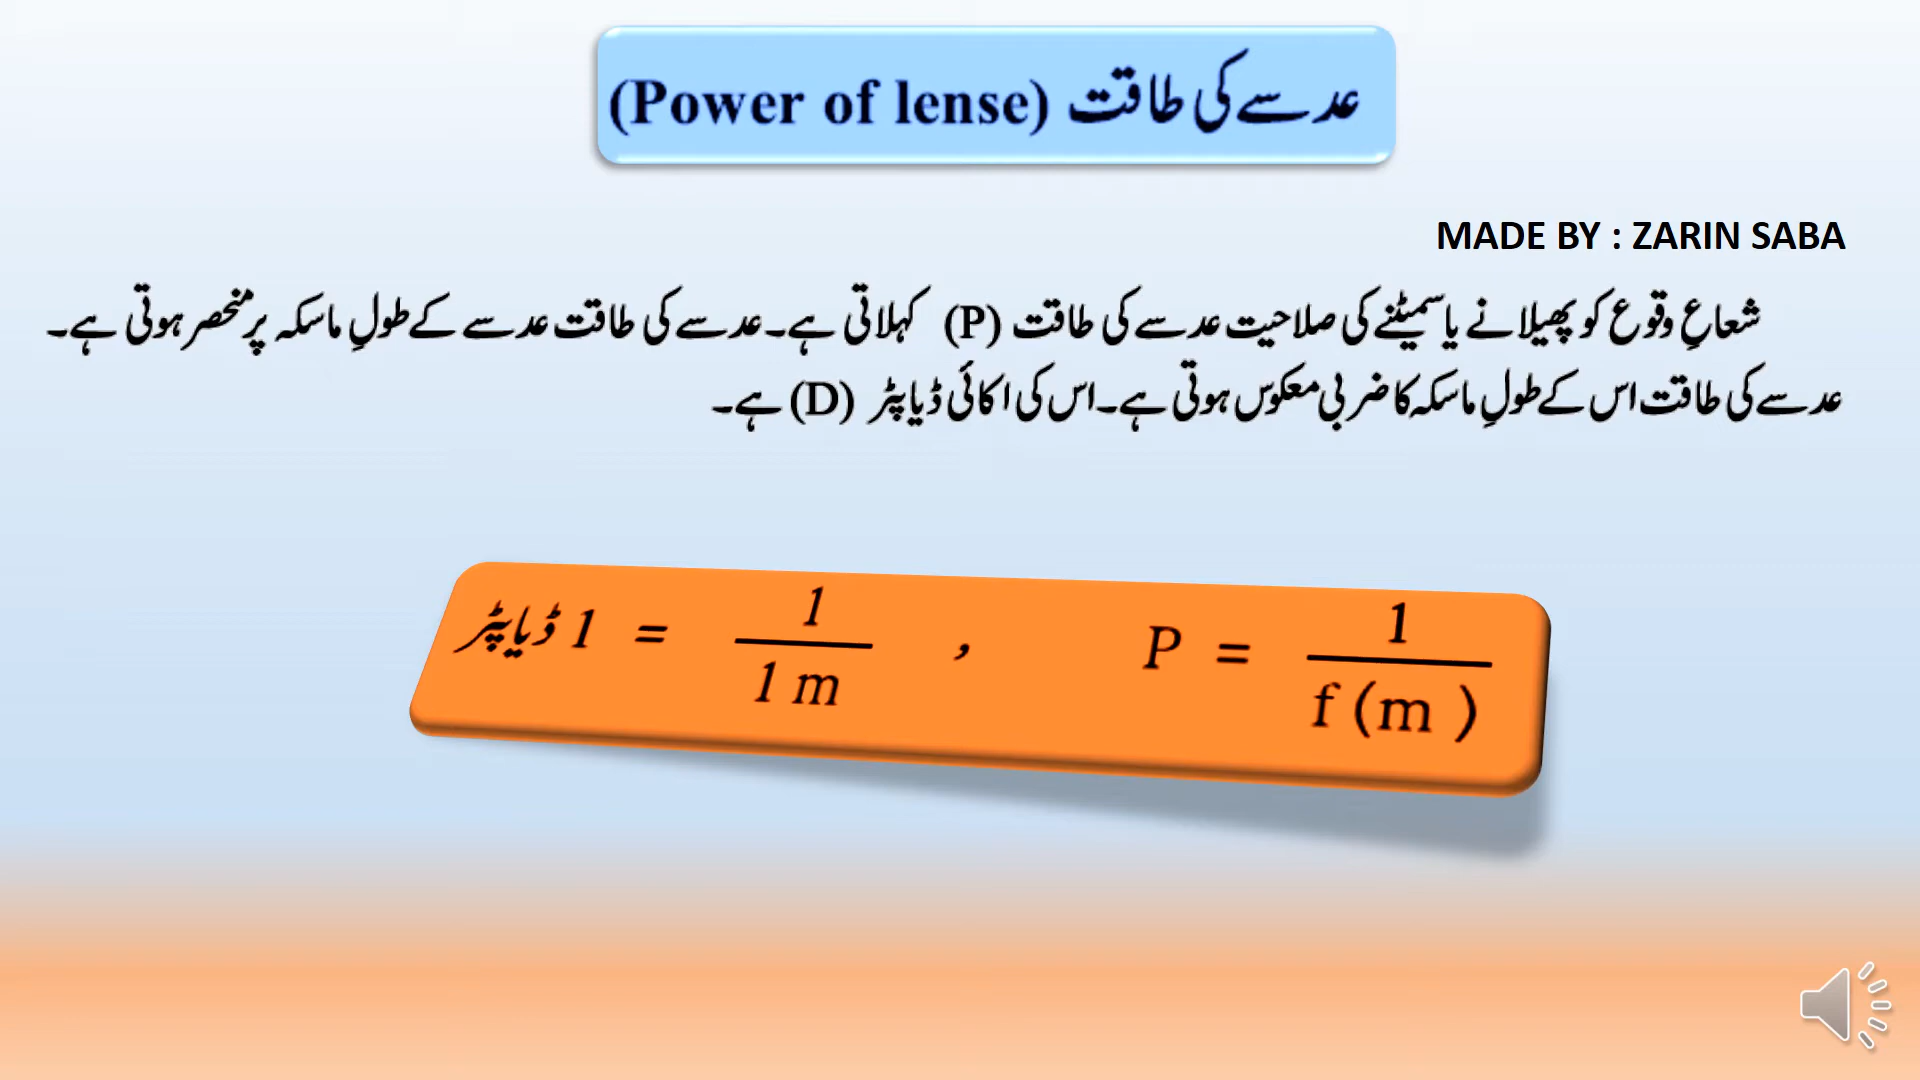 عدسے کی طاقت (Power of lense)
MADE BY : ZARIN SABA
شعاعِ وقوع کو پھیلانے یا سمیٹنے کی صلاحیت عدسے کی طاقت (P) کہلاتی ہے۔ عدسے کی طاقت عدسے کے طولِ ماسکہ پر منحصر ہوتی ہے۔
عدسے کی طاقت اس کے طولِ ماسکہ کا ضربی معکوس ہوتی ہے۔ اس کی اکائی ڈیاپٹر (D) ہے۔
1 ڈیاپٹر = 1 / 1 m , P = 1 / f (m )